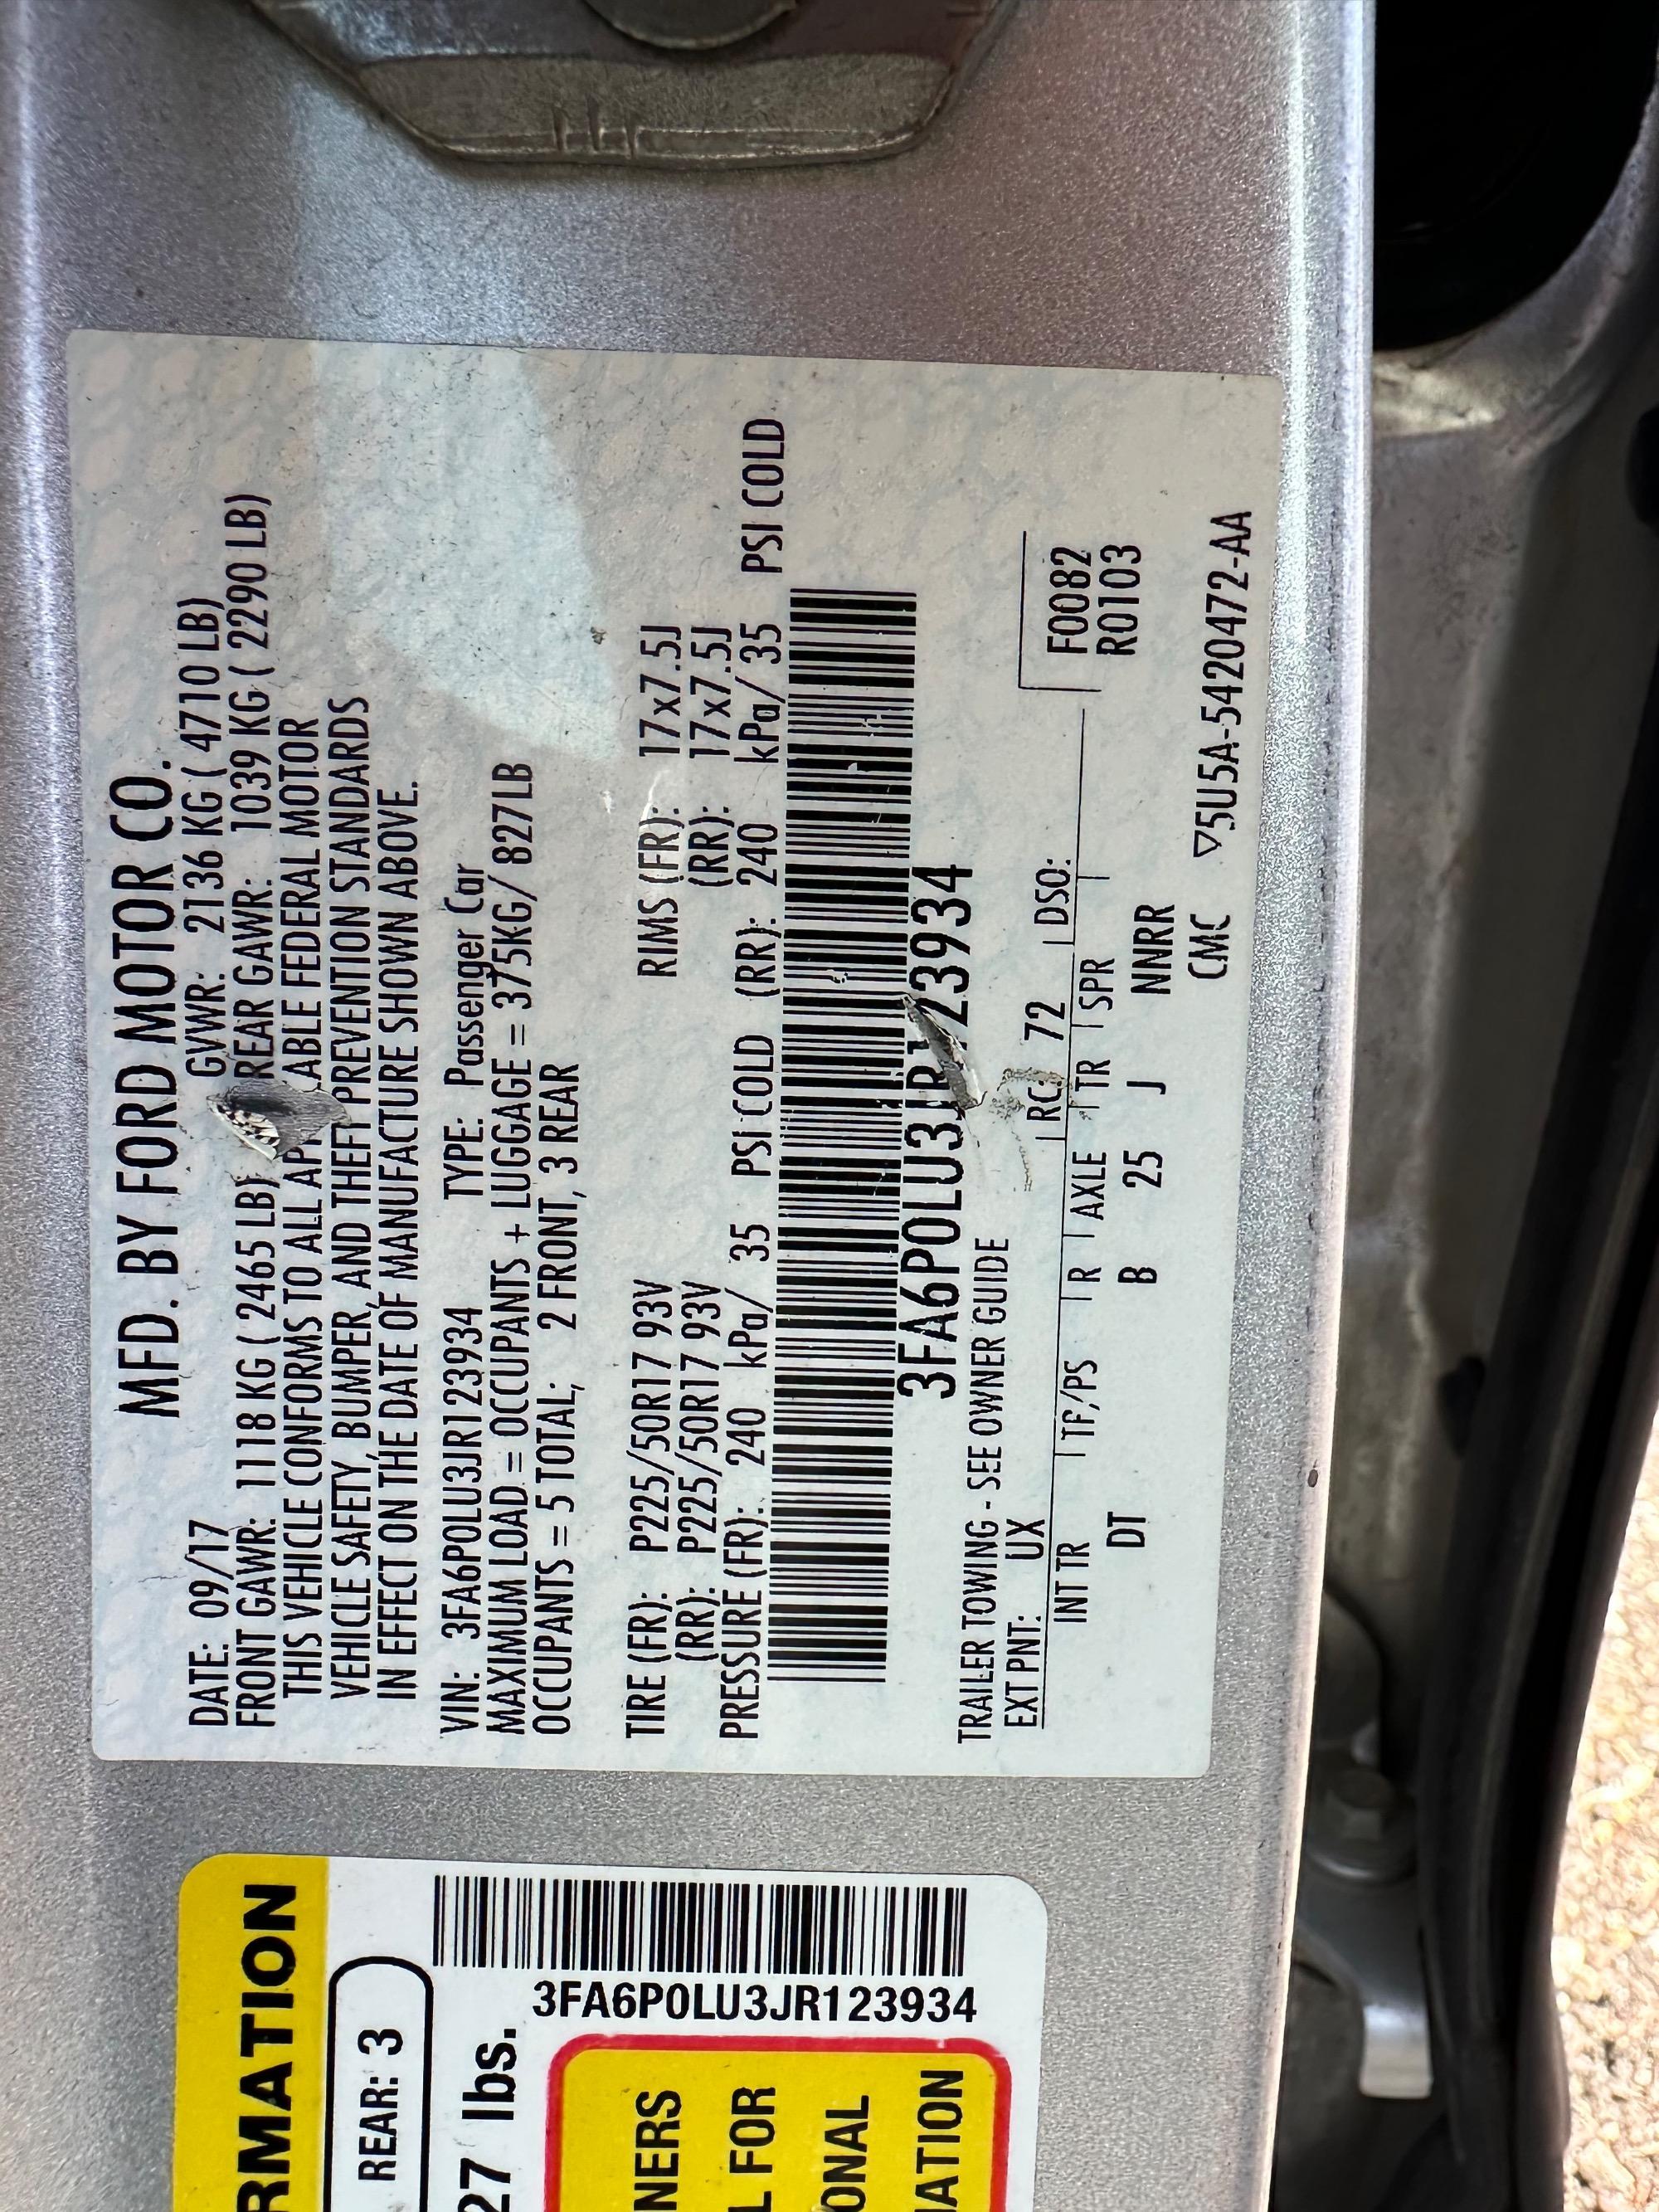 MFD. BY FORD MOTOR CO.
DATE: 09/17 GVWR: 2136 KG ( 4710 LB)
FRONT GAWR: 1118 KG ( 2465 LB) REAR GAWR: 1039 KG ( 2290 LB)
THIS VEHICLE CONFORMS TO ALL AP ABLE FEDERAL MOTOR
VEHICLE SAFETY, BUMPER, AND THEFT PREVENTION STANDARDS
IN EFFECT ON THE DATE OF MANUFACTURE SHOWN ABOVE.
VIN: 3FA6P0LU3JR123934 TYPE: Passenger Car
MAXIMUM LOAD = OCCUPANTS + LUGGAGE = 375KG/ 827LB
OCCUPANTS = 5 TOTAL; 2 FRONT, 3 REAR
TIRE (FR): P225/50R17 93V RIMS (FR): 17x7.5J
(RR): P225/50R17 93V (RR): 17x7.5J
PRESSURE (FR): 240 kPa/ 35 PSI COLD (RR): 240 kPa/ 35 PSI COLD
3FA6P0LU3JR123934
TRAILER TOWING - SEE OWNER GUIDE
EXT PNT: UX RC: 72 DSO: F0082
R0103
INT TR TF/PS R AXLE TR SPR
DT B 25 J NNRR
CMC ▽5U5A-5420472-AA
RMATION
REAR: 3
27 lbs.
3FA6P0LU3JR123934
NERS
L FOR
ONAL
ATION